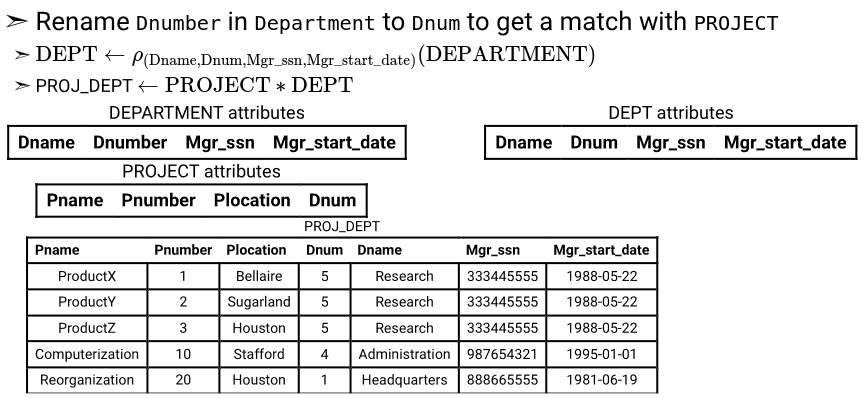 ➣ Rename Dnumber in Department to Dnum to get a match with PROJECT
➣ DEPT ← ρ(Dname,Dnum,Mgr_ssn,Mgr_start_date)(DEPARTMENT)
➣ PROJ_DEPT ← PROJECT ∗ DEPT
DEPARTMENT attributes
Dname Dnumber Mgr_ssn Mgr_start_date
DEPT attributes
Dname Dnum Mgr_ssn Mgr_start_date
PROJECT attributes
Pname Pnumber Plocation Dnum
PROJ_DEPT
Pname Pnumber Plocation Dnum Dname Mgr_ssn Mgr_start_date
ProductX 1 Bellaire 5 Research 333445555 1988-05-22
ProductY 2 Sugarland 5 Research 333445555 1988-05-22
ProductZ 3 Houston 5 Research 333445555 1988-05-22
Computerization 10 Stafford 4 Administration 987654321 1995-01-01
Reorganization 20 Houston 1 Headquarters 888665555 1981-06-19